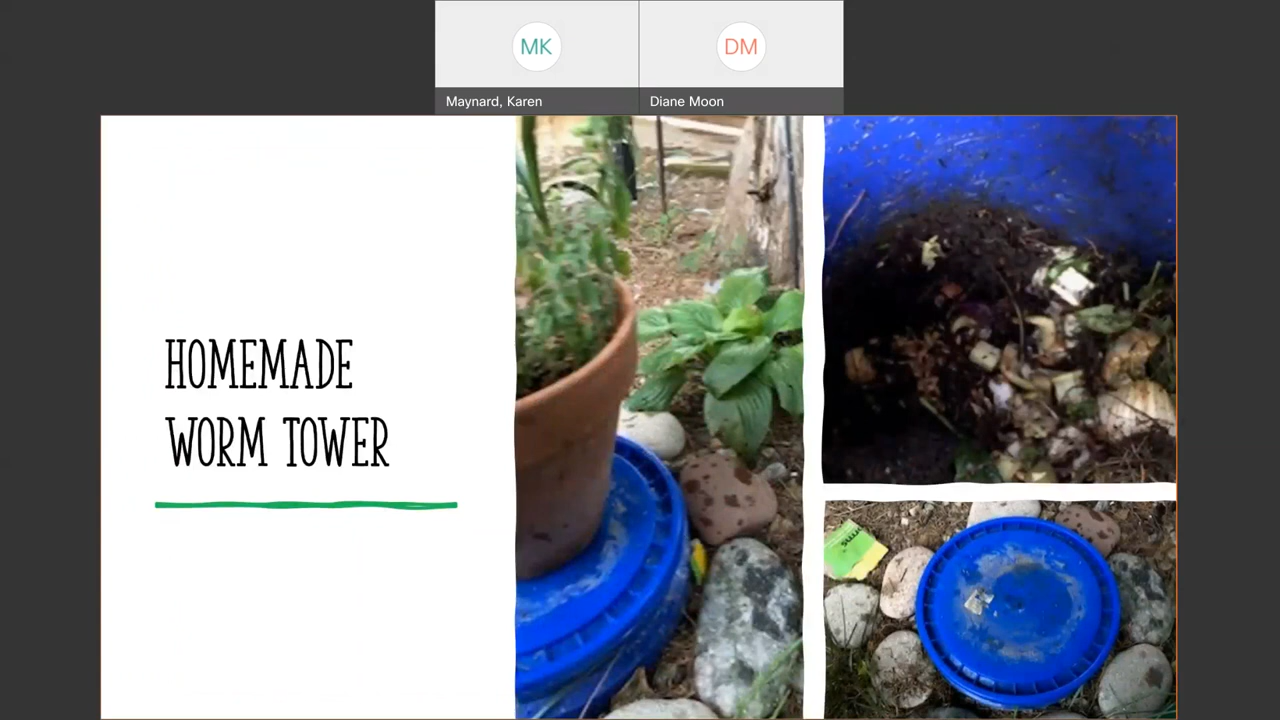 MK
DM
Maynard, Karen
Diane Moon
HOMEMADE
WORM TOWER